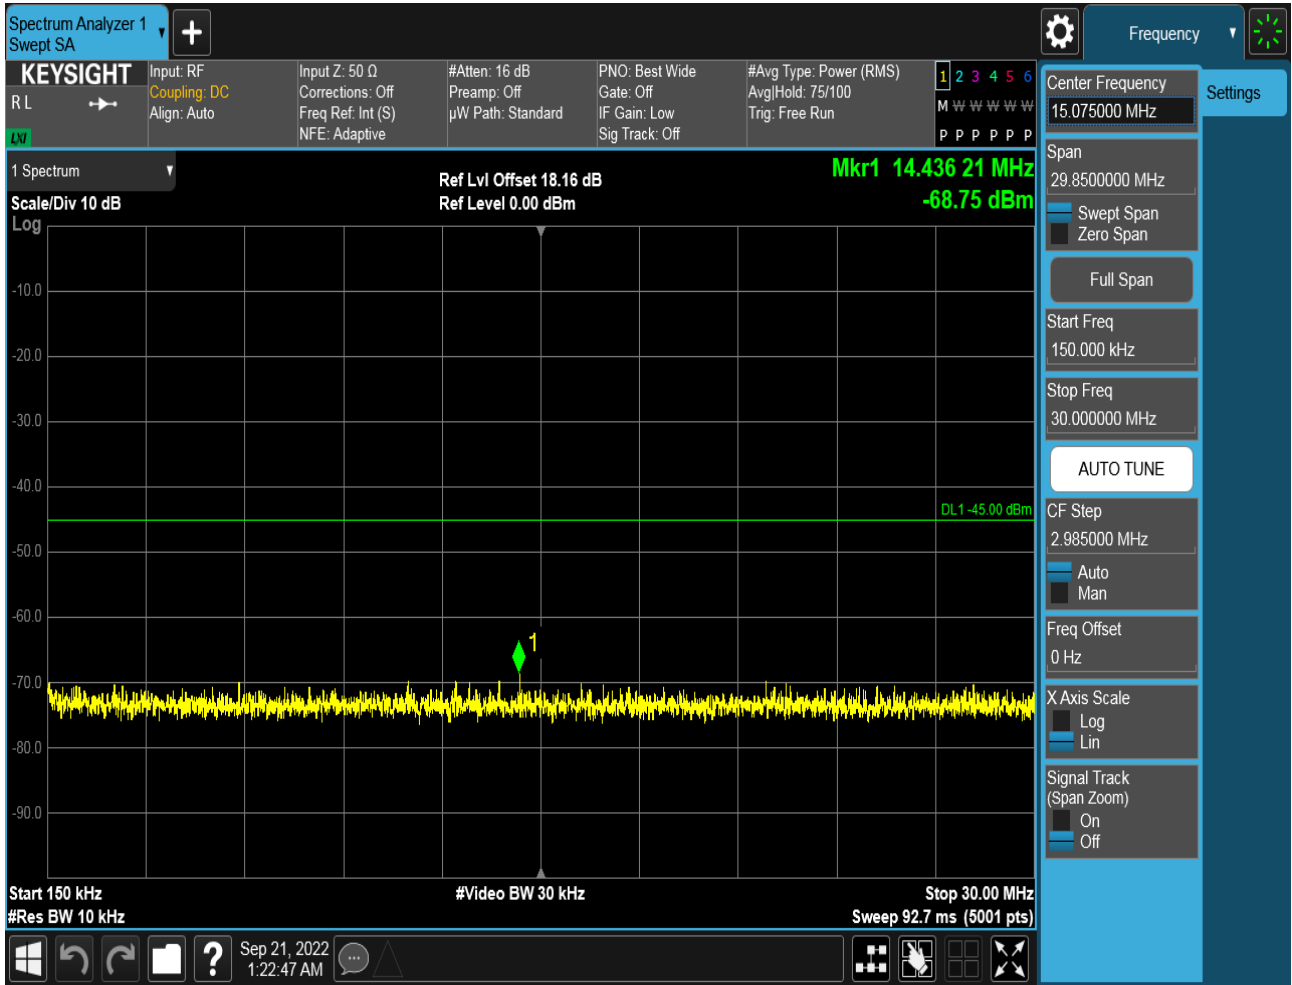 Spectrum Analyzer 1
Swept SA
Frequency
KEYSIGHT
R L
LXI
Input: RF
Coupling: DC
Align: Auto
Input Z: 50 Ω
Corrections: Off
Freq Ref: Int (S)
NFE: Adaptive
#Atten: 16 dB
Preamp: Off
µW Path: Standard
PNO: Best Wide
Gate: Off
IF Gain: Low
Sig Track: Off
#Avg Type: Power (RMS)
Avg|Hold: 75/100
Trig: Free Run
1 2 3 4 5 6
M W W W W W
P P P P P P
1 Spectrum
Scale/Div 10 dB
Log
Ref Lvl Offset 18.16 dB
Ref Level 0.00 dBm
Mkr1 14.436 21 MHz
-68.75 dBm
-10.0
-20.0
-30.0
-40.0
DL1 -45.00 dBm
-50.0
-60.0
1
-70.0
-80.0
-90.0
Start 150 kHz
#Video BW 30 kHz
Stop 30.00 MHz
#Res BW 10 kHz
Sweep 92.7 ms (5001 pts)
Center Frequency
15.075000 MHz
Settings
Span
29.8500000 MHz
Swept Span
Zero Span
Full Span
Start Freq
150.000 kHz
Stop Freq
30.000000 MHz
AUTO TUNE
CF Step
2.985000 MHz
Auto
Man
Freq Offset
0 Hz
X Axis Scale
Log
Lin
Signal Track
(Span Zoom)
On
Off
?
Sep 21, 2022
1:22:47 AM